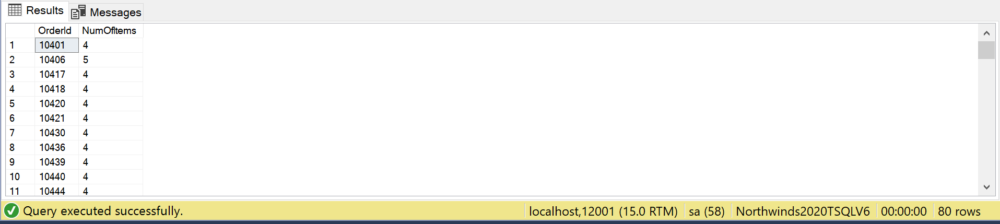 Results Messages
OrderId NumOfItems
1 10401 4
2 10406 5
3 10417 4
4 10418 4
5 10420 4
6 10421 4
7 10430 4
8 10436 4
9 10439 4
10 10440 4
11 10444 4
Query executed successfully. localhost,12001 (15.0 RTM) sa (58) Northwinds2020TSQLV6 00:00:00 80 rows